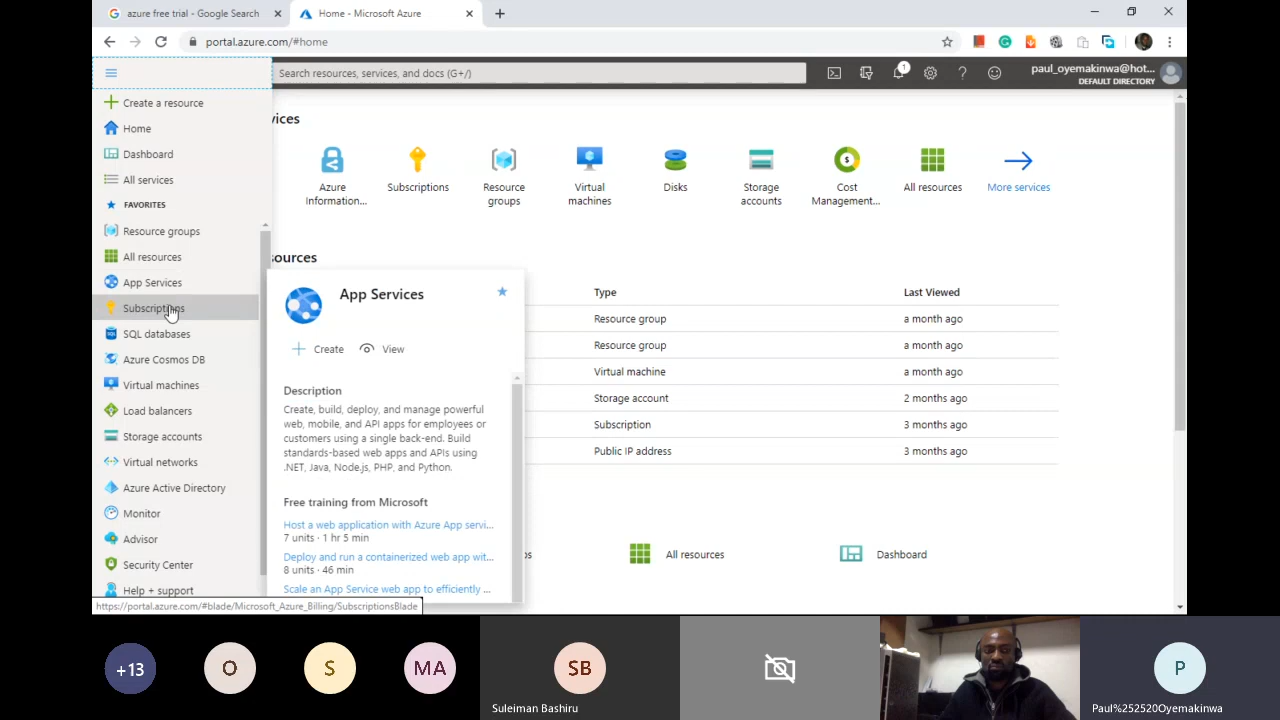 azure free trial - Google Search
Home - Microsoft Azure
portal.azure.com/#home
Search resources, services, and docs (G+/)
1
paul_oyemakinwa@hot...
DEFAULT DIRECTORY
Create a resource
Home
Dashboard
All services
FAVORITES
Resource groups
All resources
App Services
Subscriptions
SQL databases
Azure Cosmos DB
Virtual machines
Load balancers
Storage accounts
Virtual networks
Azure Active Directory
Monitor
Advisor
Security Center
Help + support
https://portal.azure.com/#blade/Microsoft_Azure_Billing/SubscriptionsBlade
vices
Azure
Information...
Subscriptions
Resource
groups
Virtual
machines
Disks
Storage
accounts
Cost
Management...
All resources
More services
sources
Type
Last Viewed
Resource group
a month ago
Resource group
a month ago
Virtual machine
a month ago
Storage account
2 months ago
Subscription
3 months ago
Public IP address
3 months ago
App Services
Create
View
Description
Create, build, deploy, and manage powerful
web, mobile, and API apps for employees or
customers using a single back-end. Build
standards-based web apps and APIs using
.NET, Java, Node.js, PHP, and Python.
Free training from Microsoft
Host a web application with Azure App servi...
7 units · 1 hr 5 min
Deploy and run a containerized web app wit...
8 units · 46 min
Scale an App Service web app to efficiently ...
ps
All resources
Dashboard
+13
O
S
MA
SB
Suleiman Bashiru
P
Paul%252520Oyemakinwa